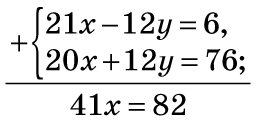 21x − 12y = 6,
+
20x + 12y = 76;
41x = 82